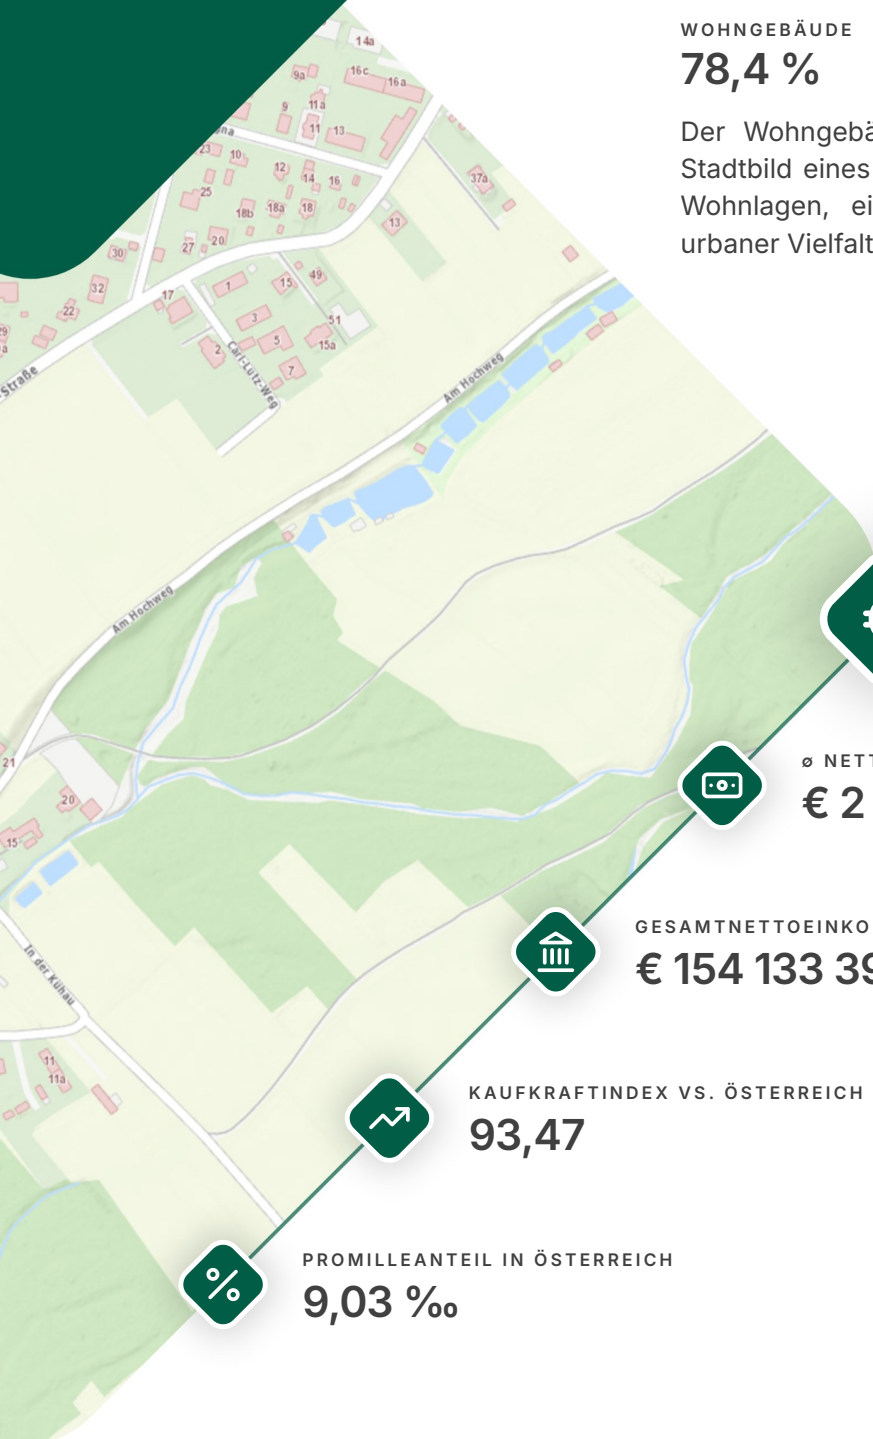 WOHNGEBÄUDE
78,4 %
Der Wohngebä
Stadtbild eines
Wohnlagen, ei
urbaner Vielfalt
14a
16c
16a
9a
9
11a
11
13
na
23
10
12
14
16
37a
25
18b
18a
18
13
30
27
20
32
17
1
15
49
22
3
51
29
a
2
5
15a
7
-Straße
Carl-Lutz-Weg
Am Hochweg
Am Hochweg
21
20
15
In der Kühau
11
11a
ø NETT
€ 2
GESAMTNETTOEINKO
€ 154 133 39
KAUFKRAFTINDEX VS. ÖSTERREICH
93,47
PROMILLEANTEIL IN ÖSTERREICH
9,03 ‰